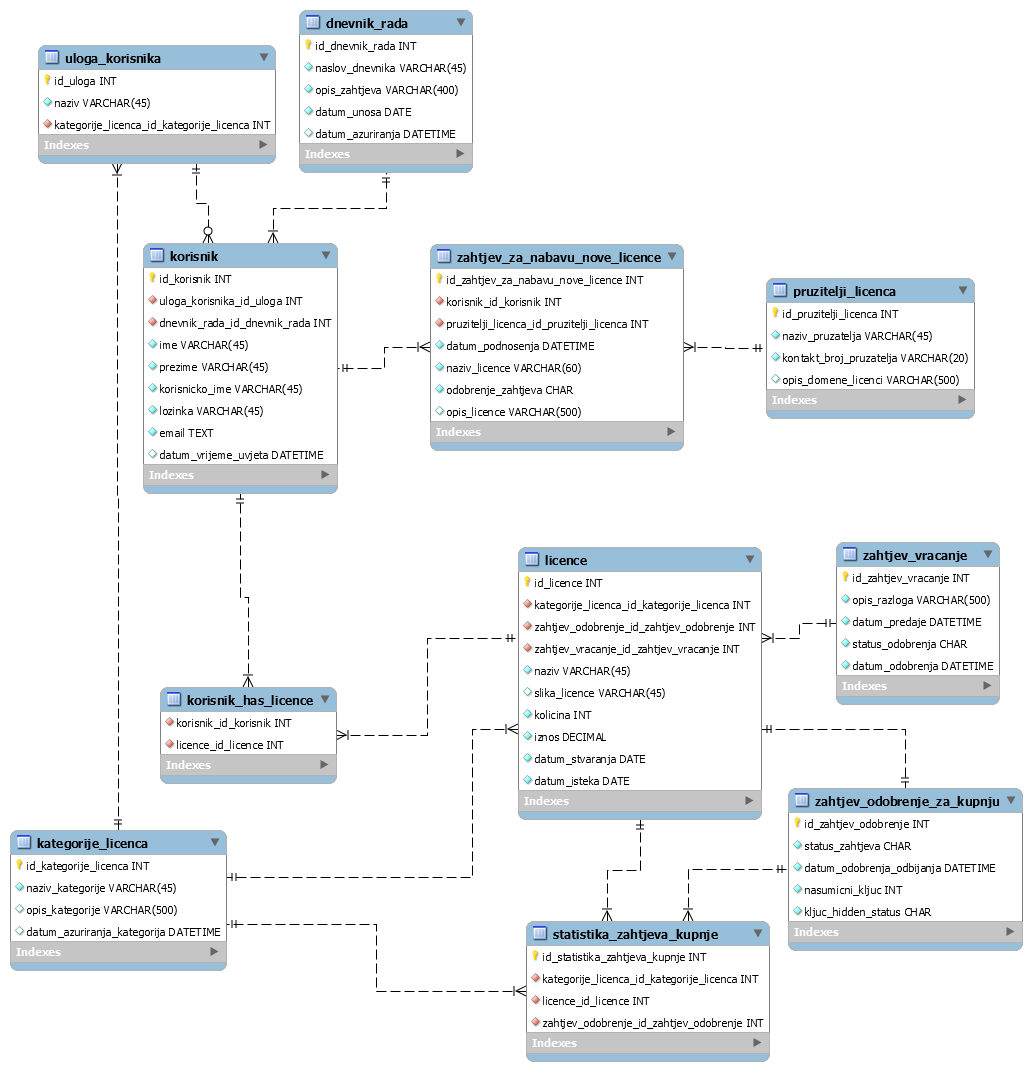 dnevnik_rada
id_dnevnik_rada INT
naslov_dnevnika VARCHAR(45)
opis_zahtjeva VARCHAR(400)
datum_unosa DATE
datum_azuriranja DATETIME
Indexes
uloga_korisnika
id_uloga INT
naziv VARCHAR(45)
kategorije_licenca_id_kategorije_licenca INT
Indexes
korisnik
id_korisnik INT
uloga_korisnika_id_uloga INT
dnevnik_rada_id_dnevnik_rada INT
ime VARCHAR(45)
prezime VARCHAR(45)
korisnicko_ime VARCHAR(45)
lozinka VARCHAR(45)
email TEXT
datum_vrijeme_uvjeta DATETIME
Indexes
zahtjev_za_nabavu_nove_licence
id_zahtjev_za_nabavu_nove_licence INT
korisnik_id_korisnik INT
pruzitelji_licenca_id_pruzitelji_licenca INT
datum_podnosenja DATETIME
naziv_licence VARCHAR(60)
odobrenje_zahtjeva CHAR
opis_licence VARCHAR(500)
Indexes
pruzitelji_licenca
id_pruzitelji_licenca INT
naziv_pruzatelja VARCHAR(45)
kontakt_broj_pruzatelja VARCHAR(20)
opis_domene_licenci VARCHAR(500)
Indexes
licence
id_licence INT
kategorije_licenca_id_kategorije_licenca INT
zahtjev_odobrenje_id_zahtjev_odobrenje INT
zahtjev_vracanje_id_zahtjev_vracanje INT
naziv VARCHAR(45)
slika_licence VARCHAR(45)
kolicina INT
iznos DECIMAL
datum_stvaranja DATE
datum_isteka DATE
Indexes
zahtjev_vracanje
id_zahtjev_vracanje INT
opis_razloga VARCHAR(500)
datum_predaje DATETIME
status_odobrenja CHAR
datum_odobrenja DATETIME
Indexes
korisnik_has_licence
korisnik_id_korisnik INT
licence_id_licence INT
Indexes
zahtjev_odobrenje_za_kupnju
id_zahtjev_odobrenje INT
status_zahtjeva CHAR
datum_odobrenja_odbijanja DATETIME
nasumicni_kljuc INT
kljuc_hidden_status CHAR
Indexes
kategorije_licenca
id_kategorije_licenca INT
naziv_kategorije VARCHAR(45)
opis_kategorije VARCHAR(500)
datum_azuriranja_kategorija DATETIME
Indexes
statistika_zahtjeva_kupnje
id_statistika_zahtjeva_kupnje INT
kategorije_licenca_id_kategorije_licenca INT
licence_id_licence INT
zahtjev_odobrenje_id_zahtjev_odobrenje INT
Indexes